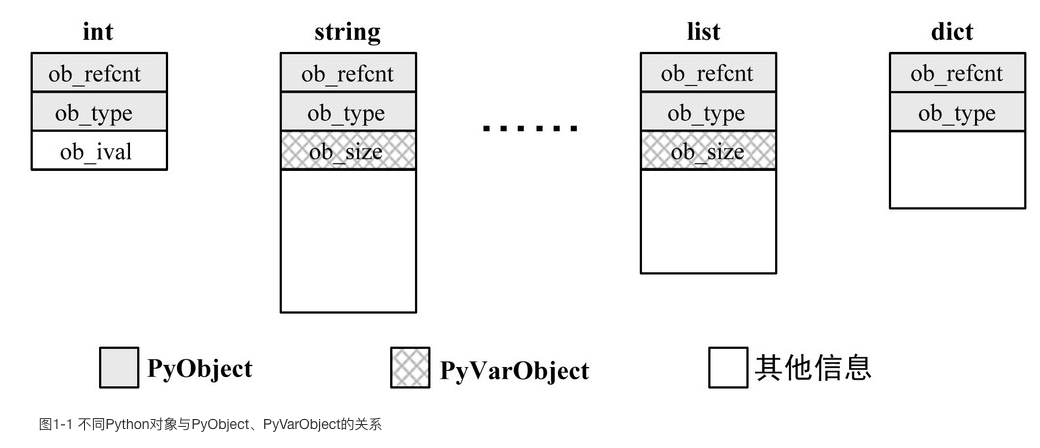 int string list dict
ob_refcnt ob_refcnt ob_refcnt ob_refcnt
ob_type ob_type ...... ob_type ob_type
ob_ival ob_size ob_size
PyObject PyVarObject 其他信息
图1-1 不同Python对象与PyObject、PyVarObject的关系